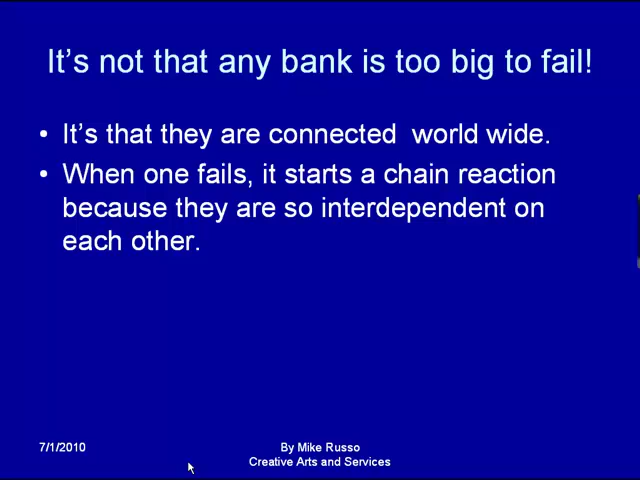 It's not that any bank is too big to fail!
• It's that they are connected  world wide.
• When one fails, it starts a chain reaction
because they are so interdependent on
each other.
7/1/2010
By Mike Russo
Creative Arts and Services